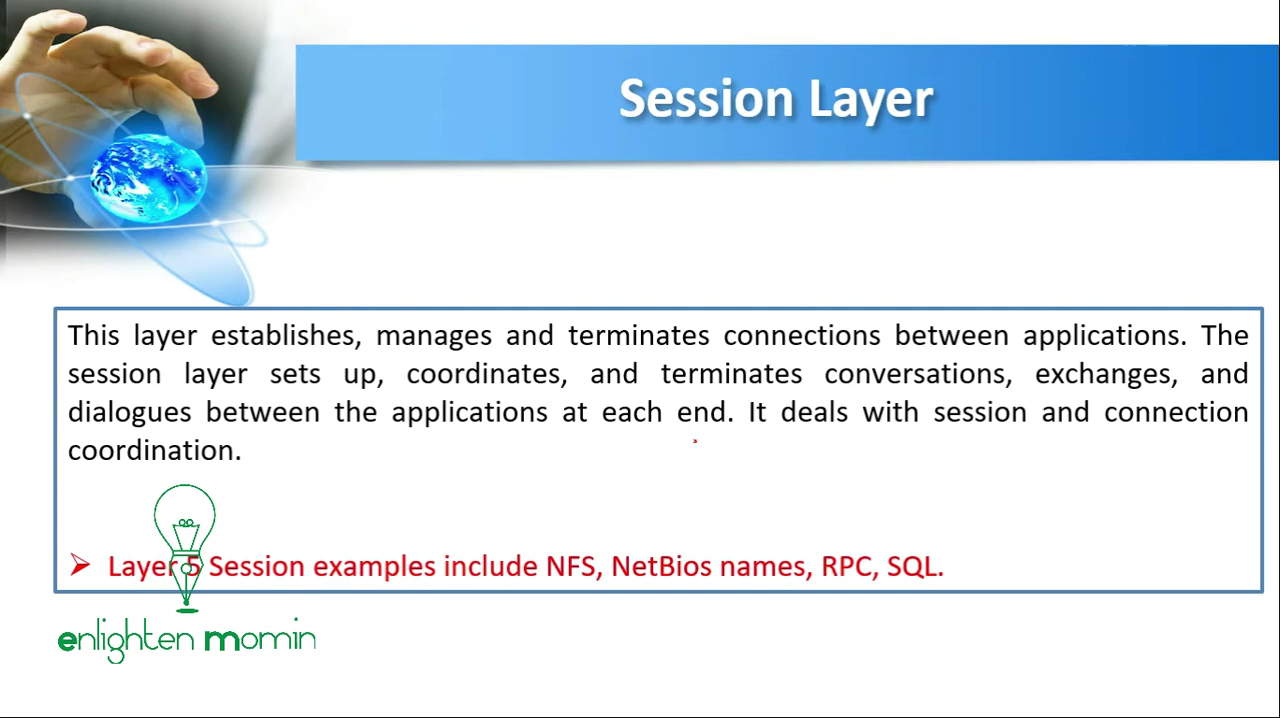 Session Layer
This layer establishes, manages and terminates connections between applications. The
session layer sets up, coordinates, and terminates conversations, exchanges, and
dialogues between the applications at each end. It deals with session and connection
coordination.
Layer 5 Session examples include NFS, NetBios names, RPC, SQL.
enlighten momin